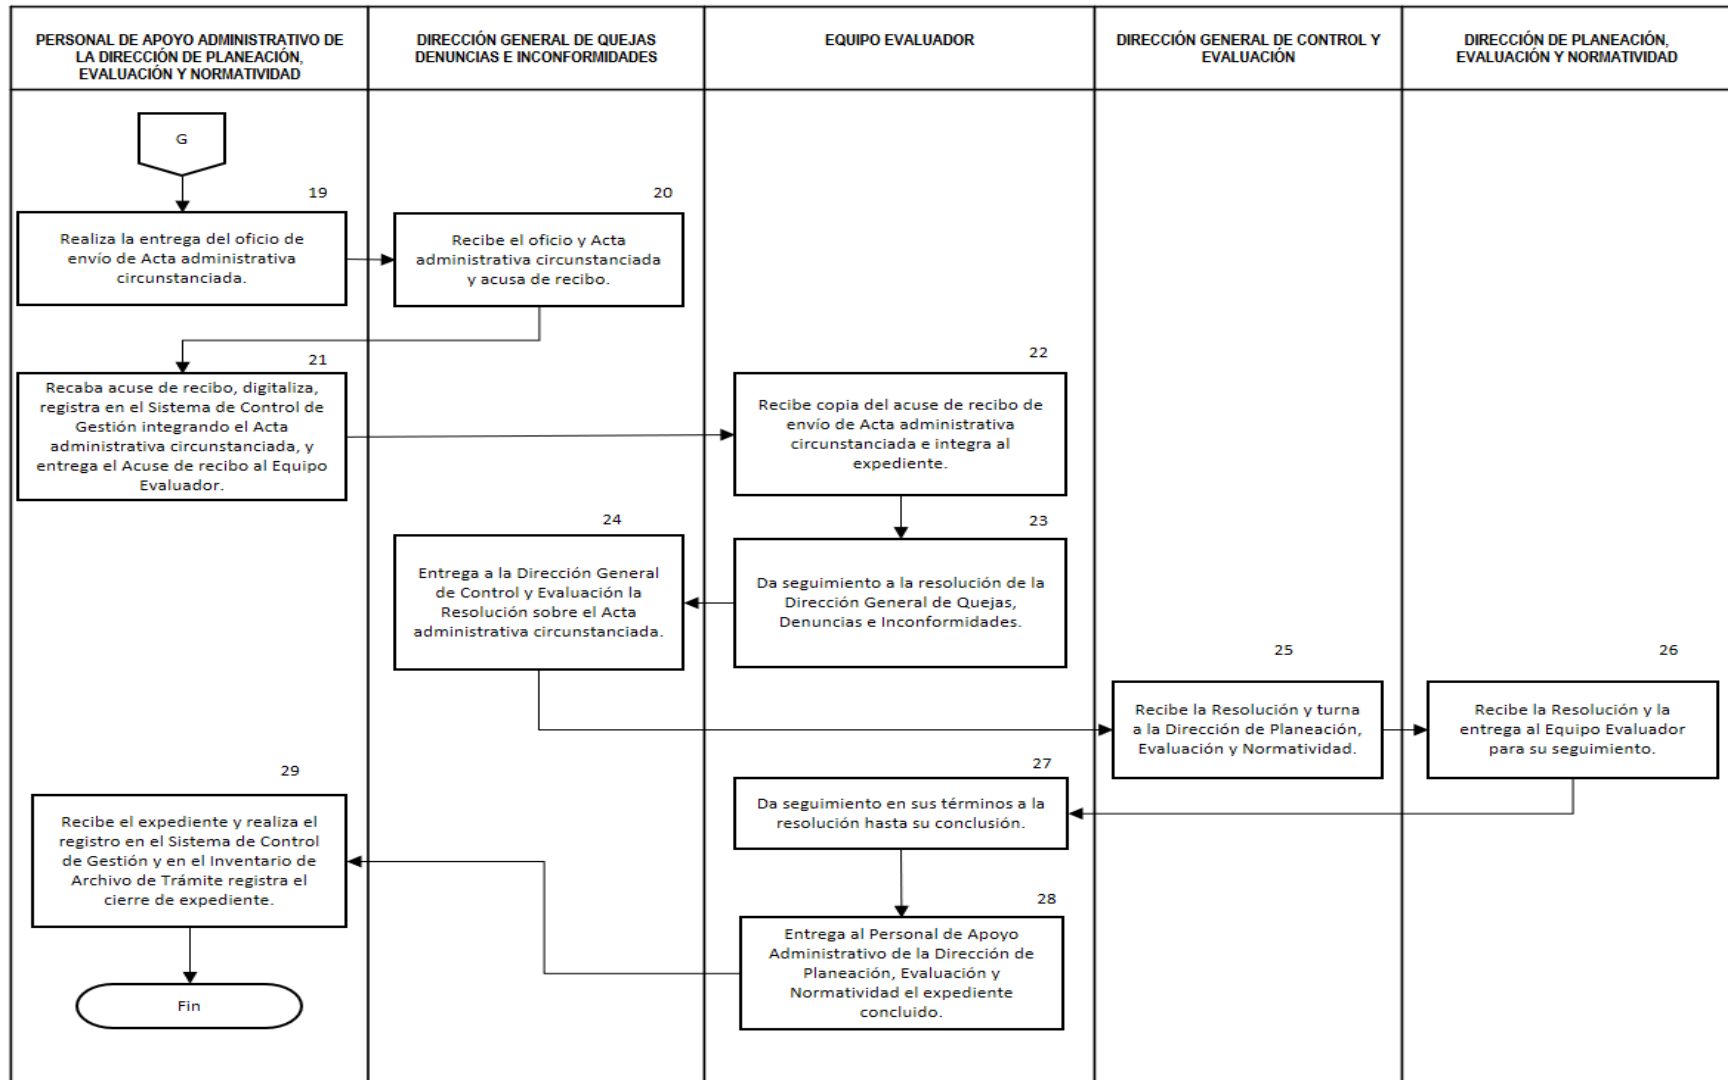 PERSONAL DE APOYO ADMINISTRATIVO DE
LA DIRECCIÓN DE PLANEACIÓN,
EVALUACIÓN Y NORMATIVIDAD
DIRECCIÓN GENERAL DE QUEJAS
DENUNCIAS E INCONFORMIDADES
EQUIPO EVALUADOR
DIRECCIÓN GENERAL DE CONTROL Y
EVALUACIÓN
DIRECCIÓN DE PLANEACIÓN,
EVALUACIÓN Y NORMATIVIDAD
G
19
Realiza la entrega del oficio de
envío de Acta administrativa
circunstanciada.
20
Recibe el oficio y Acta
administrativa circunstanciada
y acusa de recibo.
21
Recaba acuse de recibo, digitaliza,
registra en el Sistema de Control de
Gestión integrando el Acta
administrativa circunstanciada, y
entrega el Acuse de recibo al Equipo
Evaluador.
22
Recibe copia del acuse de recibo de
envío de Acta administrativa
circunstanciada e integra al
expediente.
23
Da seguimiento a la resolución de la
Dirección General de Quejas,
Denuncias e Inconformidades.
24
Entrega a la Dirección General
de Control y Evaluación la
Resolución sobre el Acta
administrativa circunstanciada.
25
Recibe la Resolución y turna
a la Dirección de Planeación,
Evaluación y Normatividad.
26
Recibe la Resolución y la
entrega al Equipo Evaluador
para su seguimiento.
27
Da seguimiento en sus términos a la
resolución hasta su conclusión.
28
Entrega al Personal de Apoyo
Administrativo de la Dirección de
Planeación, Evaluación y
Normatividad el expediente
concluido.
29
Recibe el expediente y realiza el
registro en el Sistema de Control
de Gestión y en el Inventario de
Archivo de Trámite registra el
cierre de expediente.
Fin